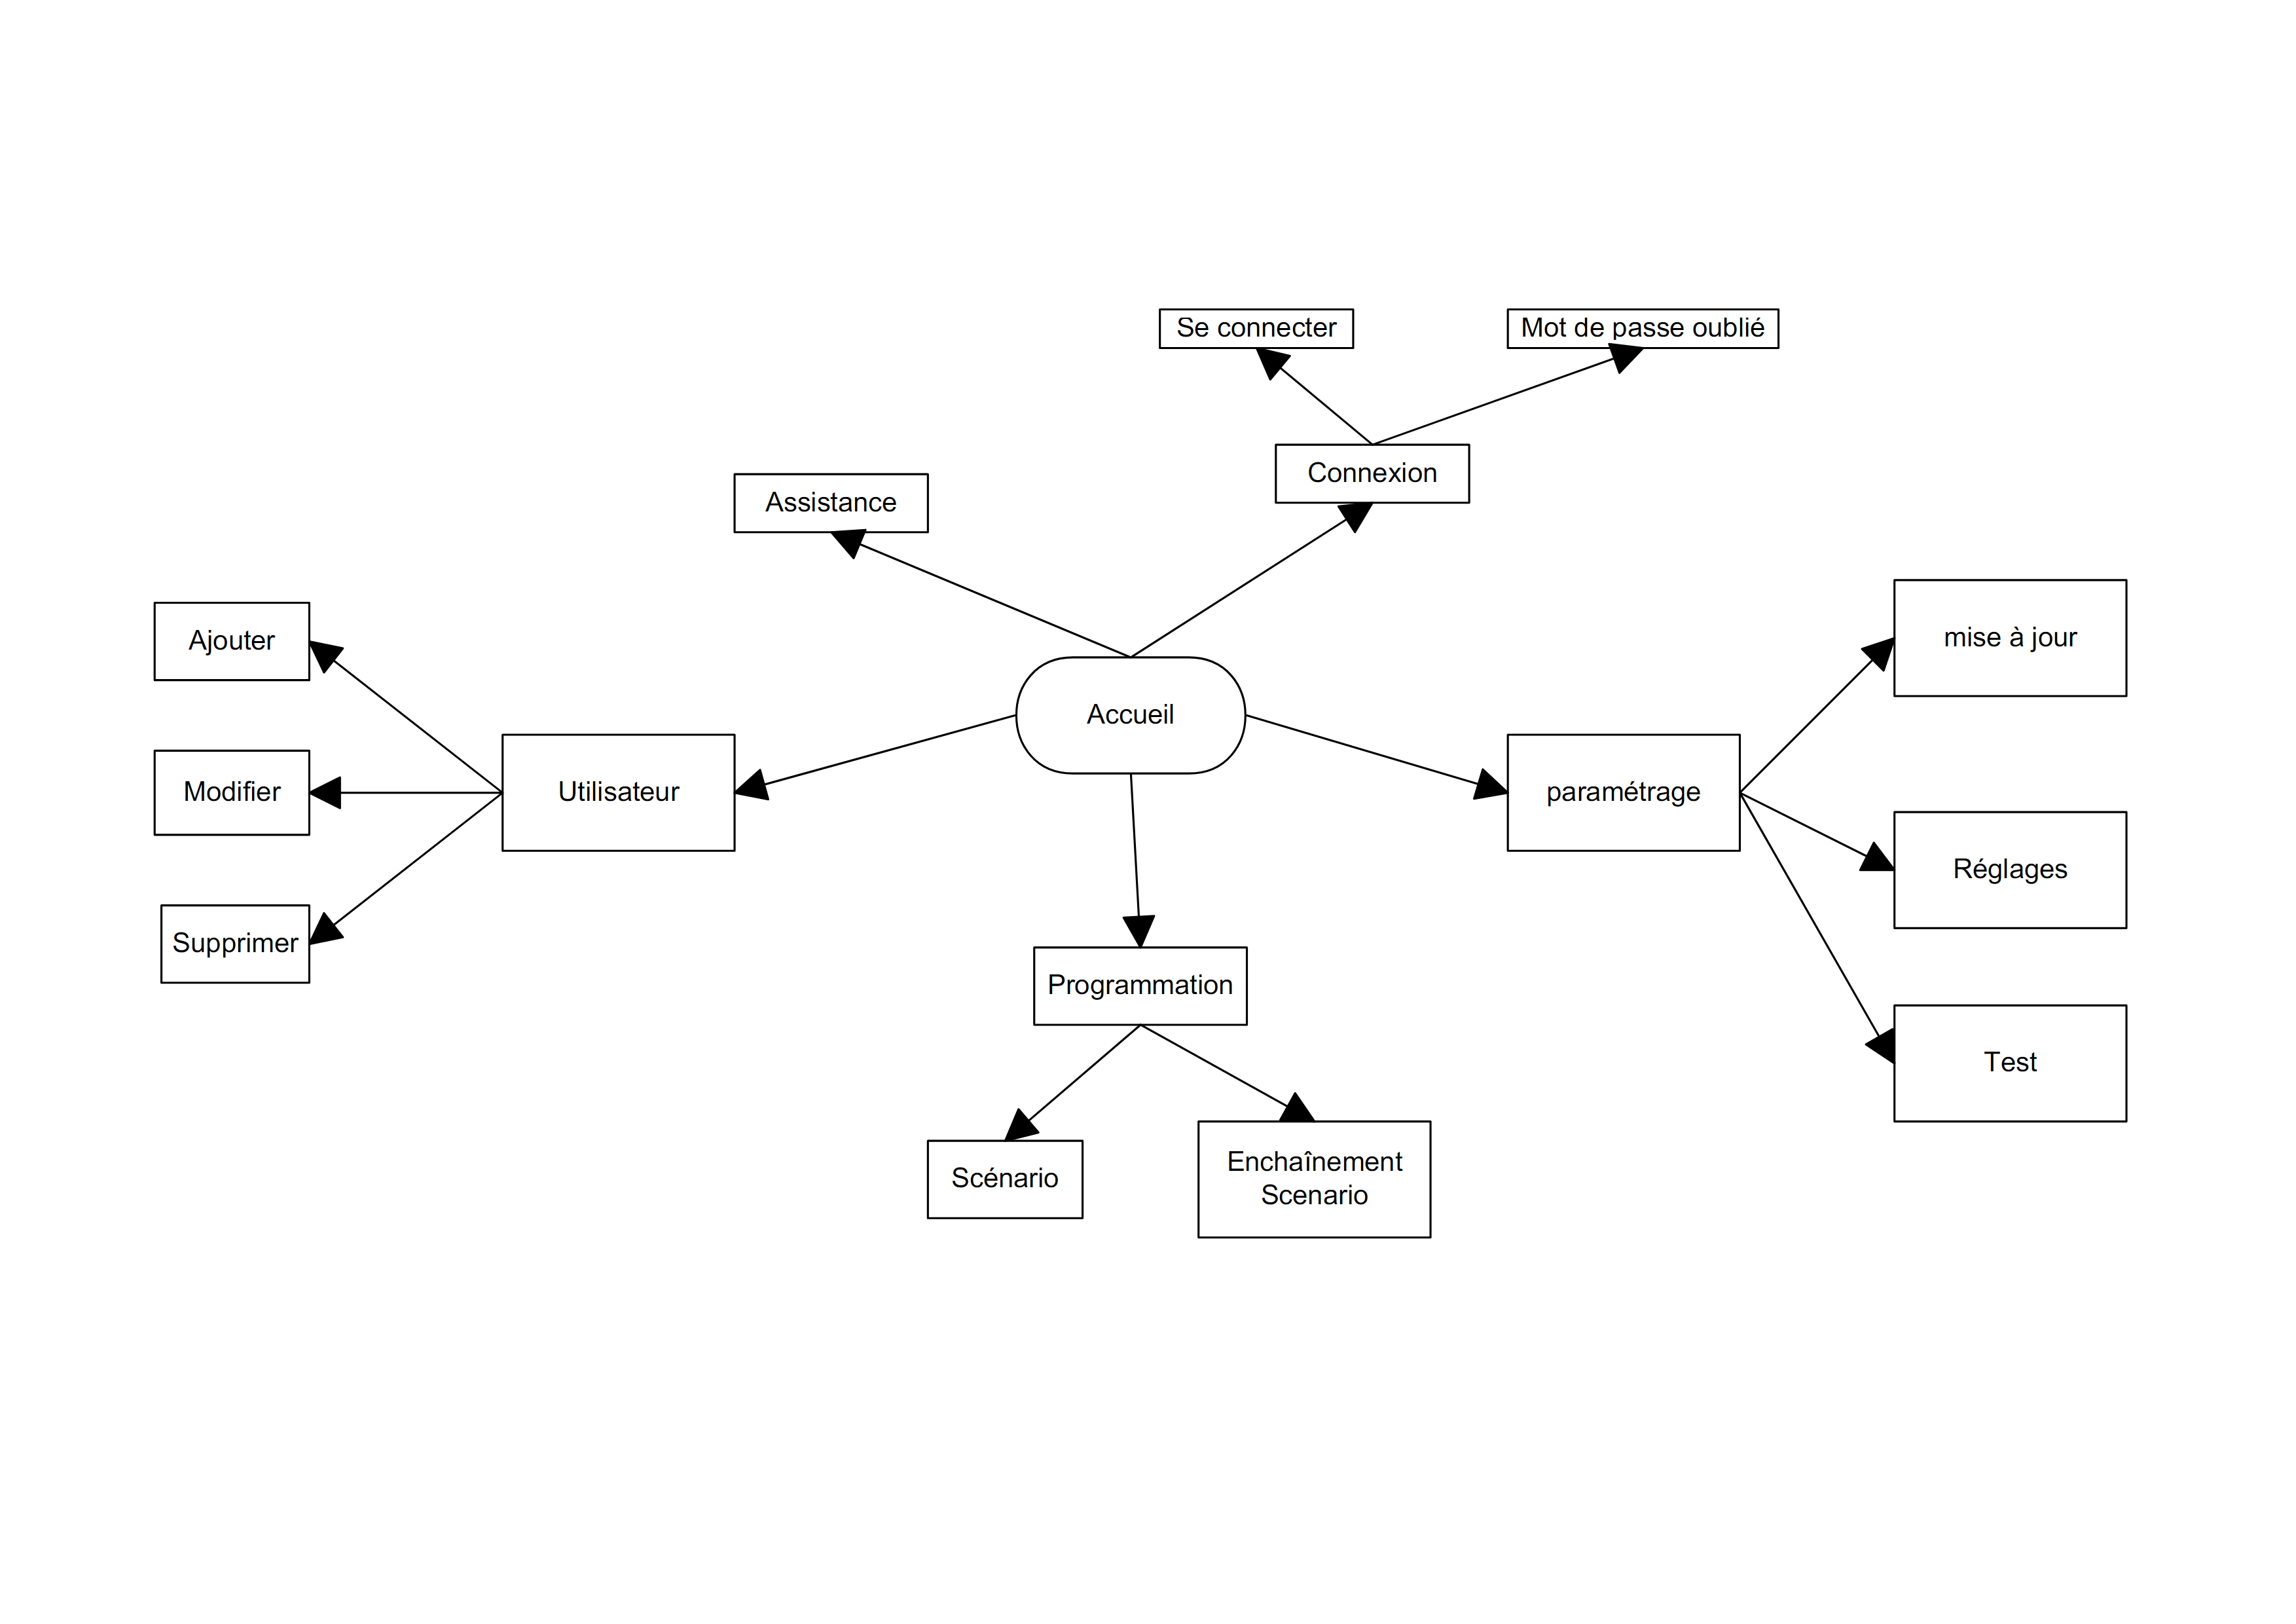 Se connecter
Mot de passe oublié
Connexion
Assistance
Ajouter
mise à jour
Accueil
Modifier
Utilisateur
paramétrage
Réglages
Supprimer
Programmation
Test
Scénario
Enchaînement
Scenario